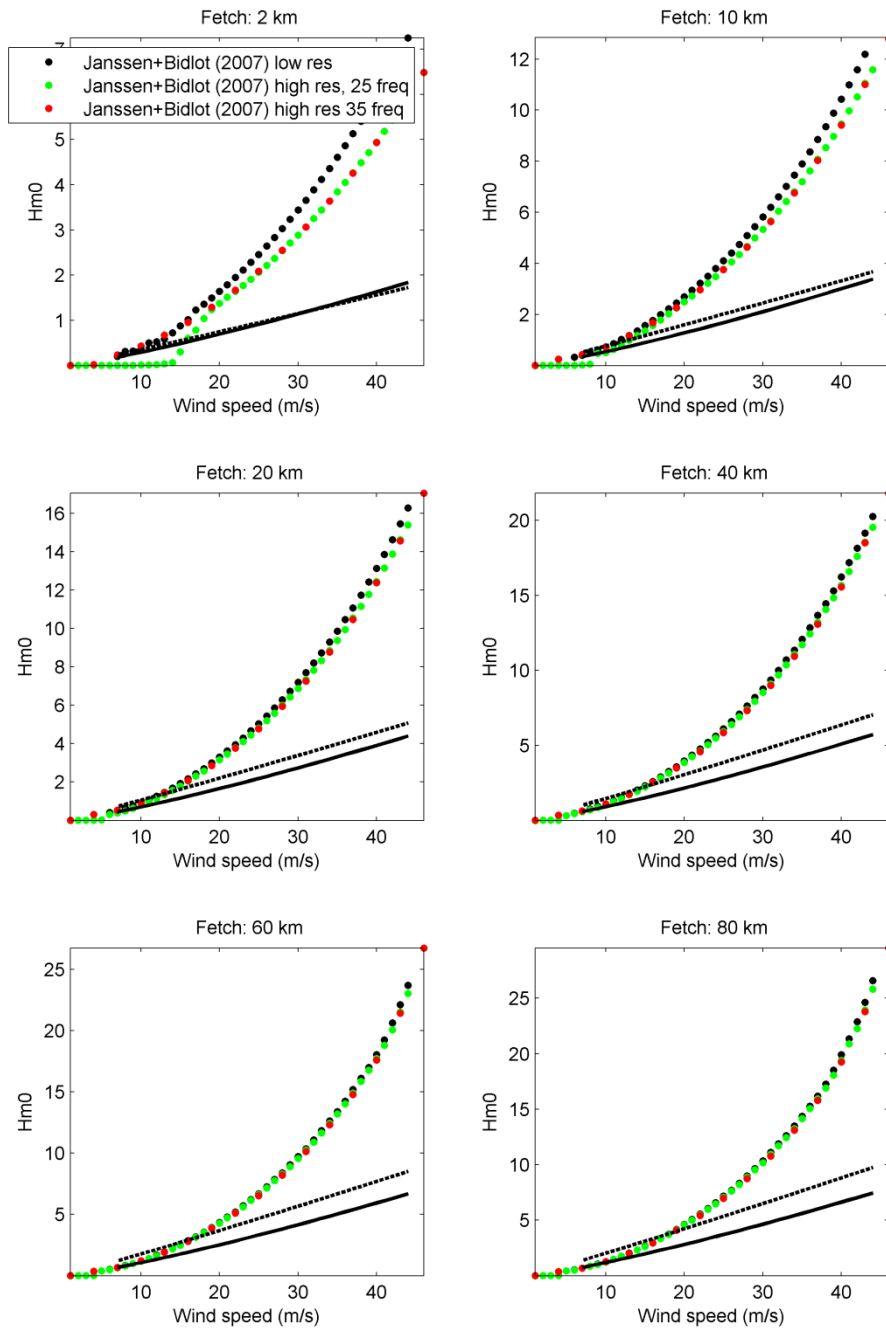 Fetch: 2 km
7
Janssen+Bidlot (2007) low res
Janssen+Bidlot (2007) high res, 25 freq
Janssen+Bidlot (2007) high res 35 freq
5
4
3
2
1
Hm0
10 20 30 40
Wind speed (m/s)
Fetch: 10 km
12
10
8
6
4
2
Hm0
10 20 30 40
Wind speed (m/s)
Fetch: 20 km
16
14
12
10
8
6
4
2
Hm0
10 20 30 40
Wind speed (m/s)
Fetch: 40 km
20
15
10
5
Hm0
10 20 30 40
Wind speed (m/s)
Fetch: 60 km
25
20
15
10
5
Hm0
10 20 30 40
Wind speed (m/s)
Fetch: 80 km
25
20
15
10
5
Hm0
10 20 30 40
Wind speed (m/s)